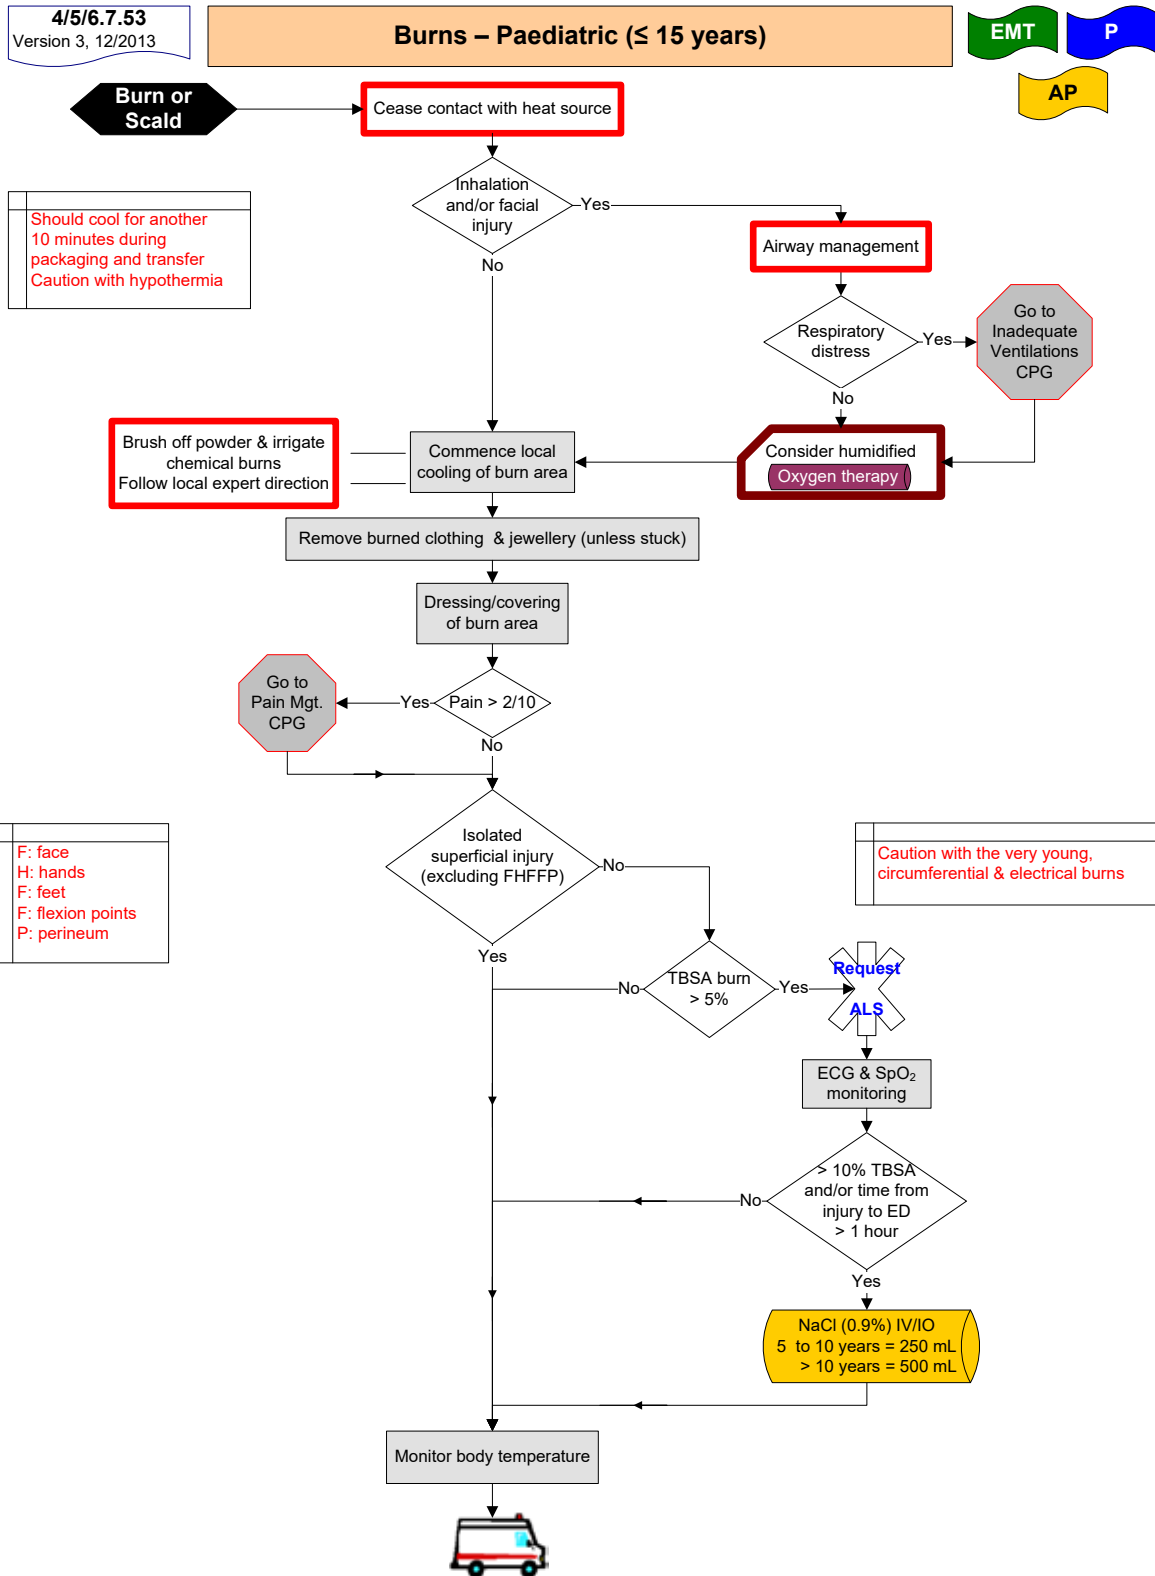 4/5/6.7.53
Version 3, 12/2013
Burns – Paediatric (≤ 15 years)
EMT
P
AP
Burn or
Scald
Cease contact with heat source
Should cool for another
10 minutes during
packaging and transfer
Caution with hypothermia
Inhalation
and/or facial
injury
Yes
No
Airway management
Respiratory
distress
Yes
No
Go to
Inadequate
Ventilations
CPG
Brush off powder & irrigate
chemical burns
Follow local expert direction
Commence local
cooling of burn area
Consider humidified
Oxygen therapy
Remove burned clothing & jewellery (unless stuck)
Dressing/covering
of burn area
Go to
Pain Mgt.
CPG
Yes
Pain > 2/10
No
Isolated
superficial injury
(excluding FHFFP)
No
Yes
F: face
H: hands
F: feet
F: flexion points
P: perineum
Caution with the very young,
circumferential & electrical burns
No
TBSA burn
> 5%
Yes
Request
ALS
ECG & SpO₂
monitoring
> 10% TBSA
and/or time from
injury to ED
> 1 hour
No
Yes
NaCl (0.9%) IV/IO
5 to 10 years = 250 mL
> 10 years = 500 mL
Monitor body temperature